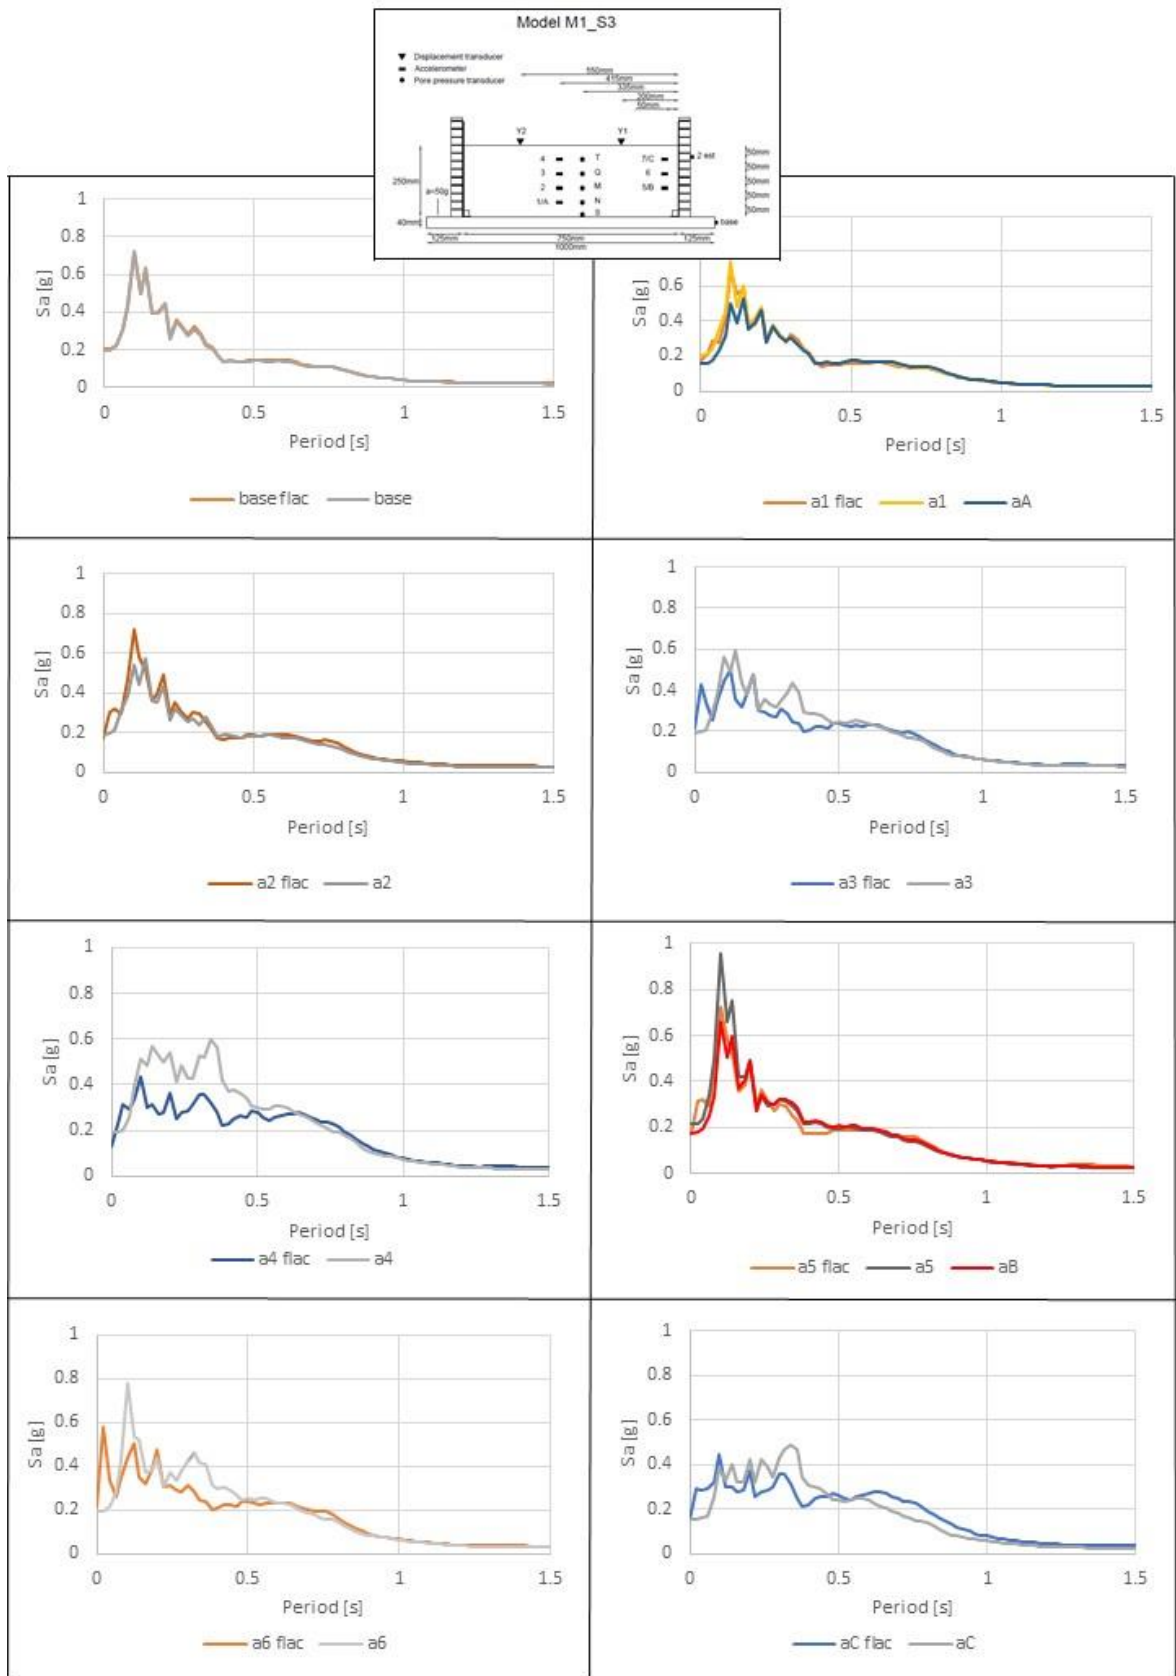 Model M1_S3
Displacement transducer
Accelerometer
Pore pressure transducer
550mm
415mm
335mm
200mm
50mm
Y2 Y1
4 T 7/C 2 est
3 Q 6
2 M 5/B
1/A N
S
250mm
a=50g
40mm
50mm
50mm
50mm
50mm
50mm
base
125mm 750mm 125mm
1000mm
1
0.8
0.6
0.4
0.2
0
Sa [g]
0 0.5 1 1.5
Period [s]
base flac base
0.6
0.4
0.2
0
Sa [g]
0 0.5 1 1.5
Period [s]
a1 flac a1 aA
1
0.8
0.6
0.4
0.2
0
Sa [g]
0 0.5 1 1.5
Period [s]
a2 flac a2
1
0.8
0.6
0.4
0.2
0
Sa [g]
0 0.5 1 1.5
Period [s]
a3 flac a3
1
0.8
0.6
0.4
0.2
0
Sa [g]
0 0.5 1 1.5
Period [s]
a4 flac a4
1
0.8
0.6
0.4
0.2
0
Sa [g]
0 0.5 1 1.5
Period [s]
a5 flac a5 aB
1
0.8
0.6
0.4
0.2
0
Sa [g]
0 0.5 1 1.5
Period [s]
a6 flac a6
1
0.8
0.6
0.4
0.2
0
Sa [g]
0 0.5 1 1.5
Period [s]
aC flac aC